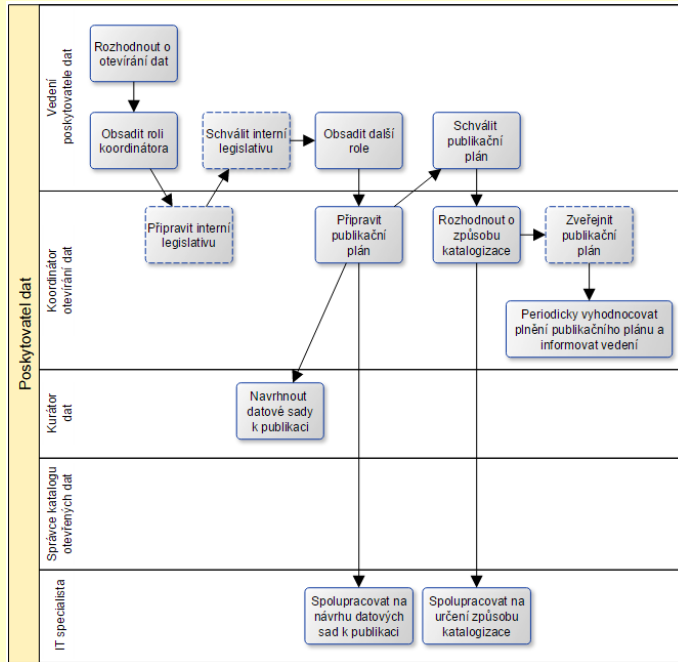 Poskytovatel dat
Vedení
poskytovatele dat
Rozhodnout o
otevírání dat
Obsadit roli
koordinátora
Schválit interní
legislativu
Obsadit další
role
Schválit
publikační
plán
Koordinátor
otevírání dat
Připravit interní
legislativu
Připravit
publikační
plán
Rozhodnout o
způsobu
katalogizace
Zveřejnit
publikační
plán
Periodicky vyhodnocovat
plnění publikačního plánu a
informovat vedení
Kurátor
dat
Navrhnout
datové sady
k publikaci
Správce katalogu
otevřených dat
IT specialista
Spolupracovat na
návrhu datových
sad k publikaci
Spolupracovat na
určení způsobu
katalogizace